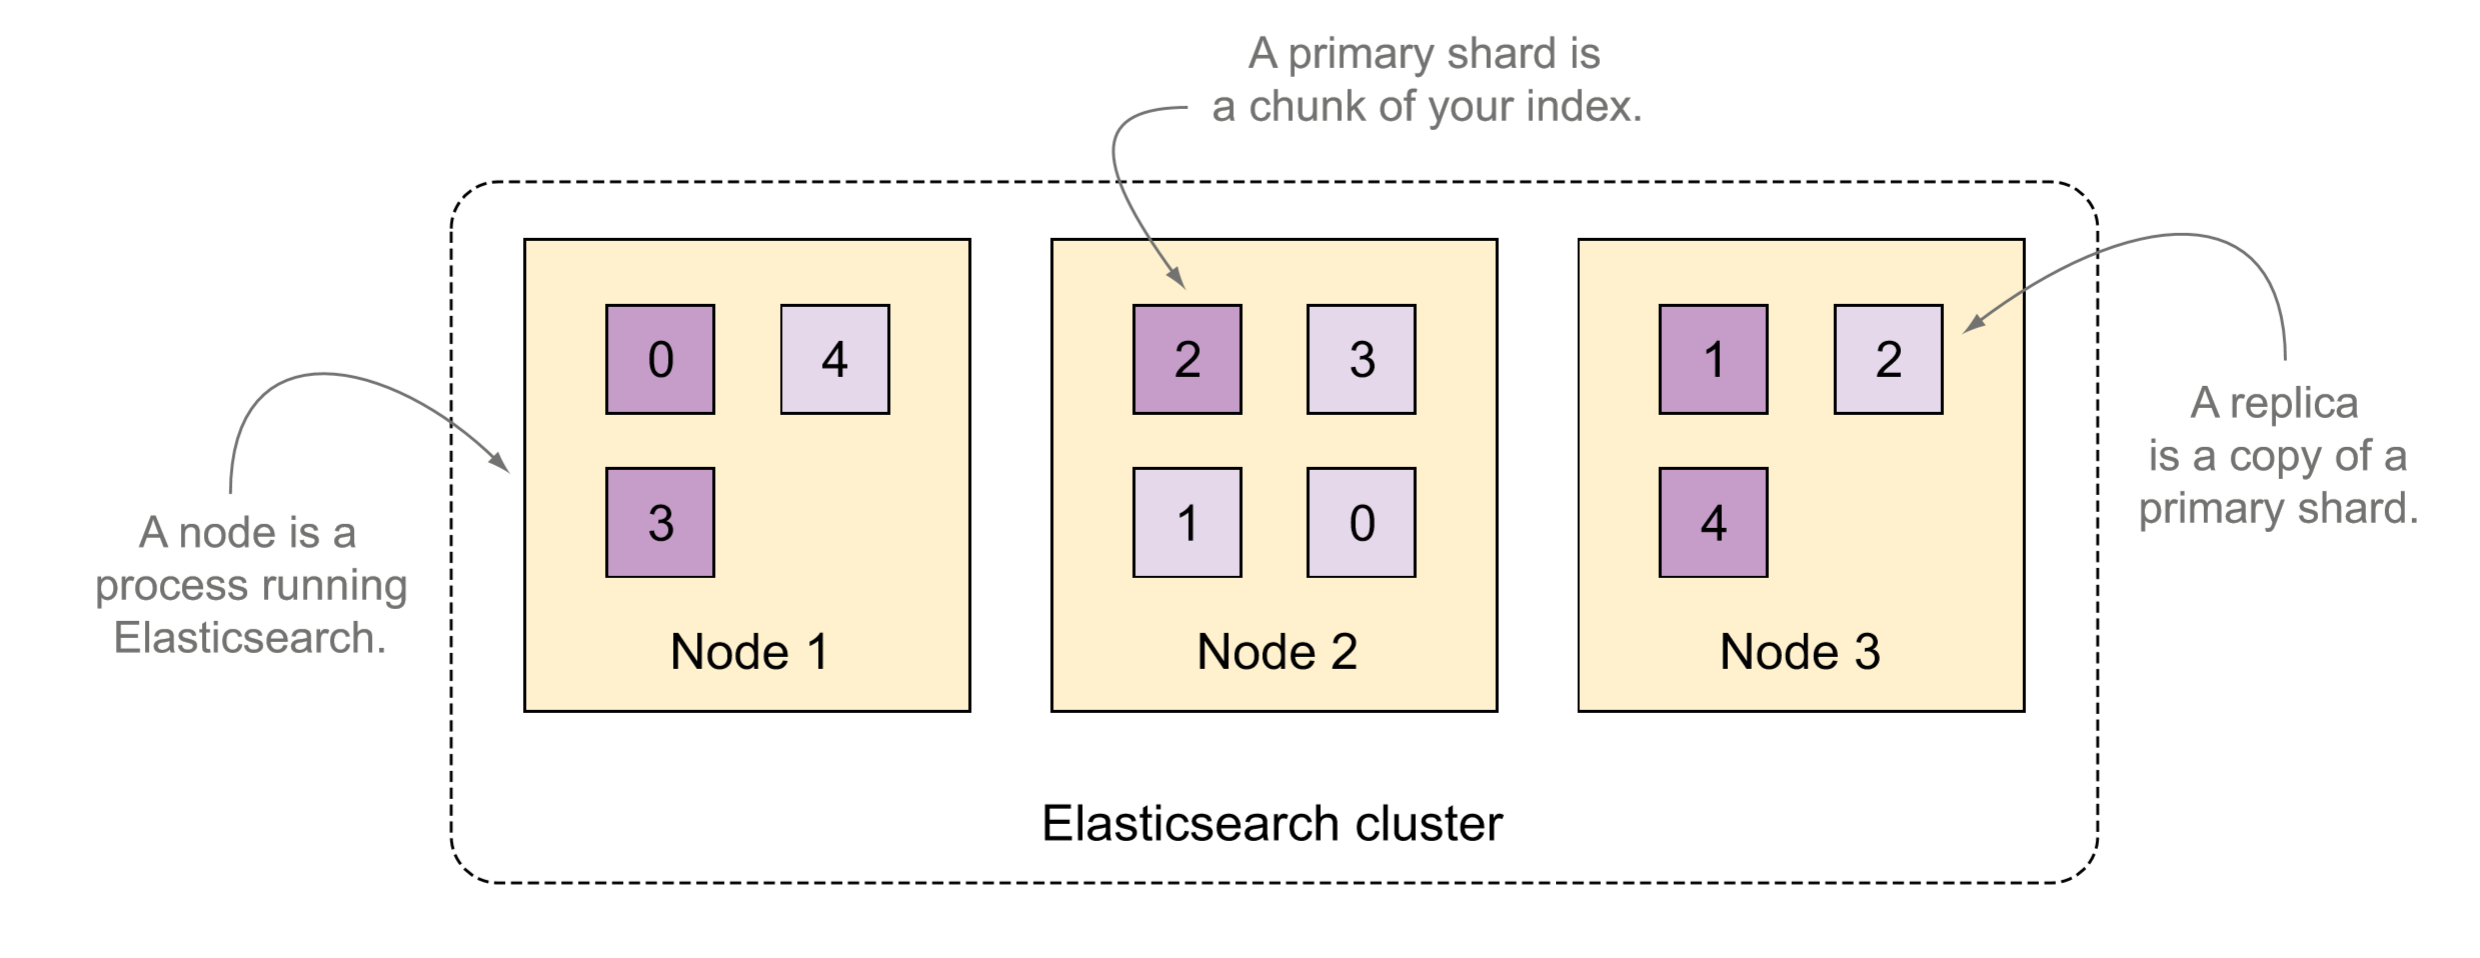 A primary shard is
a chunk of your index.
0 4
3
Node 1
2 3
1 0
Node 2
1 2
4
Node 3
A node is a
process running
Elasticsearch.
A replica
is a copy of a
primary shard.
Elasticsearch cluster